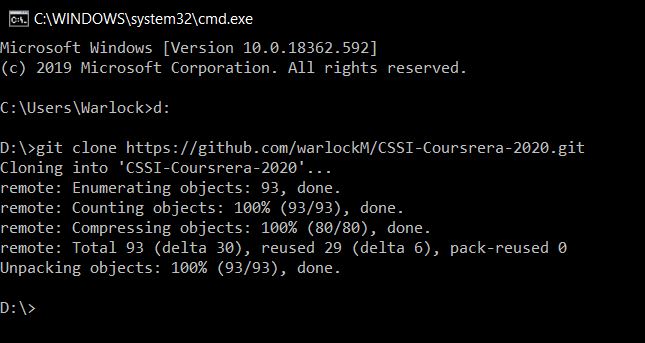 C:\WINDOWS\system32\cmd.exe
Microsoft Windows [Version 10.0.18362.592]
(c) 2019 Microsoft Corporation. All rights reserved.
C:\Users\Warlock>d:
D:\>git clone https://github.com/warlockM/CSSI-Coursrera-2020.git
Cloning into 'CSSI-Coursrera-2020'...
remote: Enumerating objects: 93, done.
remote: Counting objects: 100% (93/93), done.
remote: Compressing objects: 100% (80/80), done.
remote: Total 93 (delta 30), reused 29 (delta 6), pack-reused 0
Unpacking objects: 100% (93/93), done.
D:\>